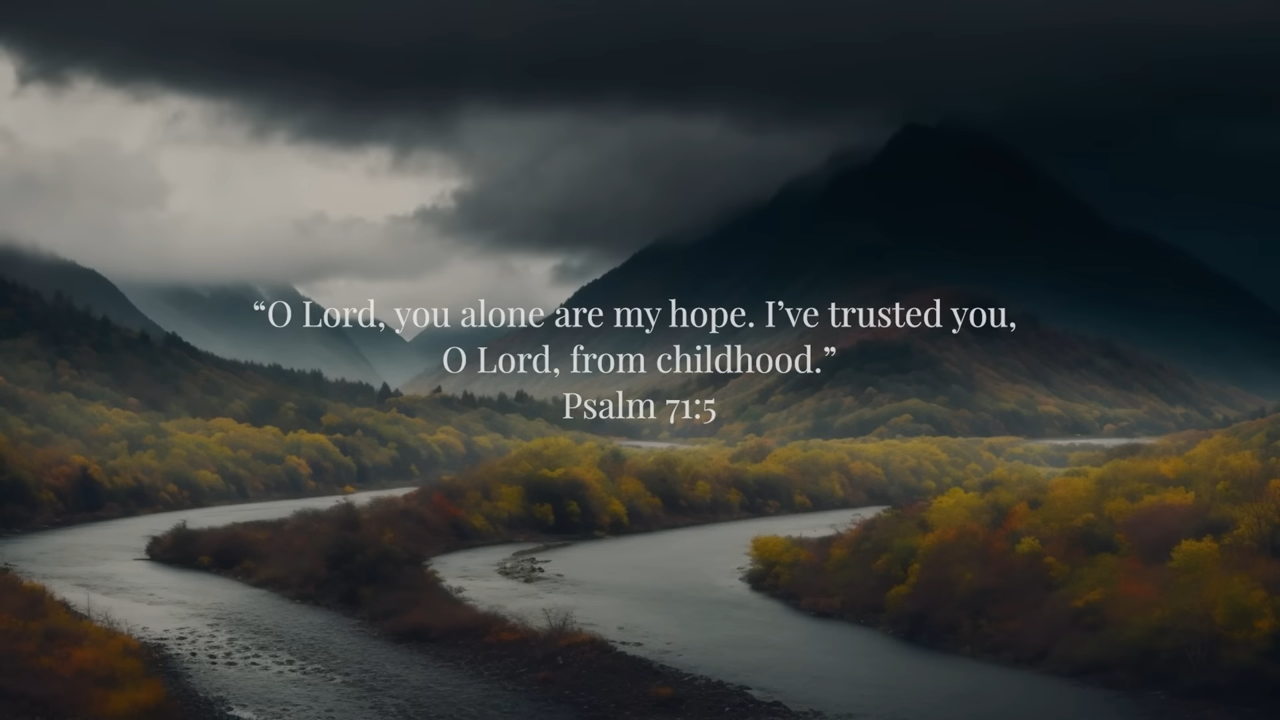 “O Lord, you alone are my hope. I’ve trusted you,
O Lord, from childhood.”
Psalm 71:5